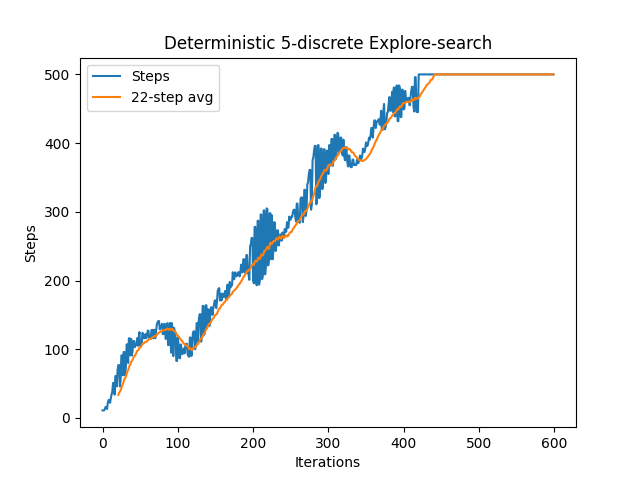 Deterministic 5-discrete Explore-search
Steps
22-step avg
500
400
300
200
100
0
Steps
0 100 200 300 400 500 600
Iterations